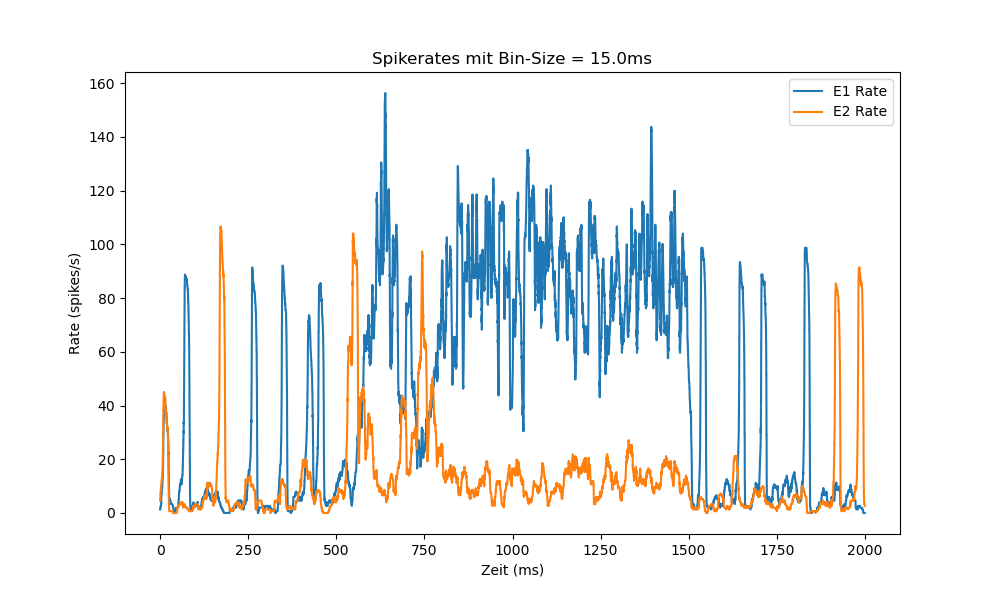 Spikerates mit Bin-Size = 15.0ms
E1 Rate
E2 Rate
Rate (spikes/s)
160
140
120
100
80
60
40
20
0
0 250 500 750 1000 1250 1500 1750 2000
Zeit (ms)